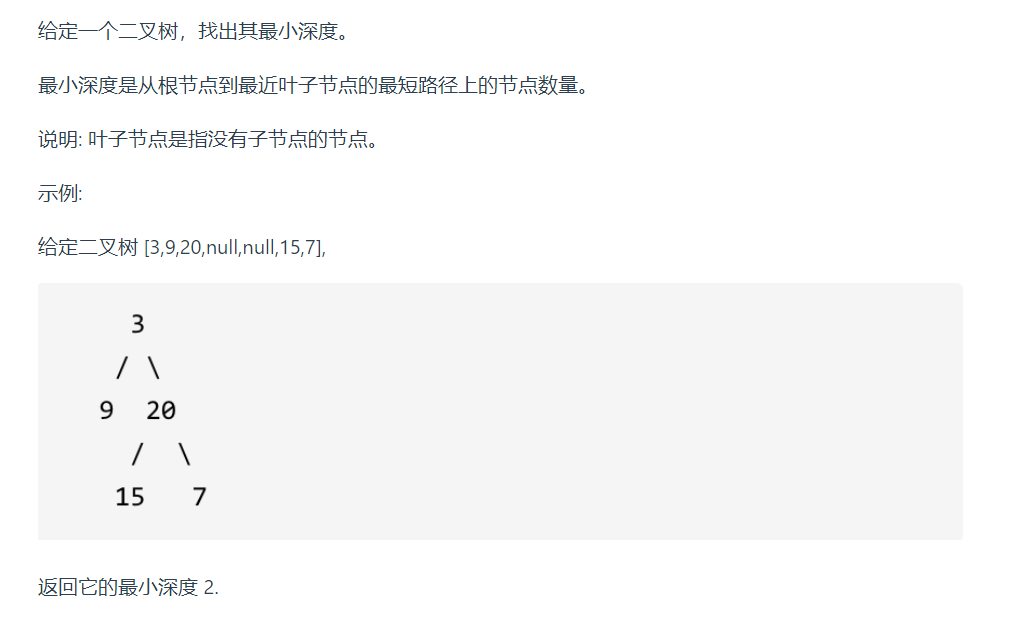 给定一个二叉树，找出其最小深度。
最小深度是从根节点到最近叶子节点的最短路径上的节点数量。
说明: 叶子节点是指没有子节点的节点。
示例:
给定二叉树 [3,9,20,null,null,15,7],
3
/ \
9 20
/ \
15 7
返回它的最小深度 2.